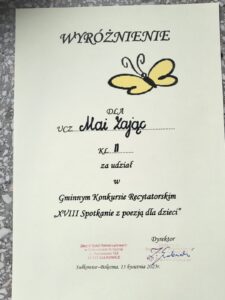 WYRÓŻNIENIE
DLA
UCZ. Mai Zając
KL. II
za udział
w
Gminnym Konkursie Recytatorskim
„XVIII Spotkanie z poezją dla dzieci"
Dyrektor